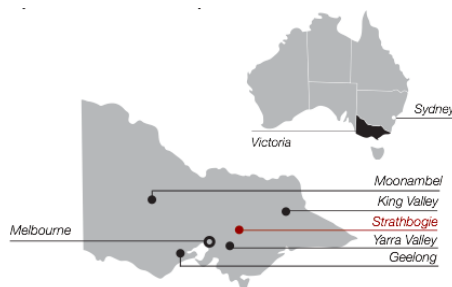 Sydney
Victoria
Moonambel
King Valley
Strathbogie
Melbourne
Yarra Valley
Geelong